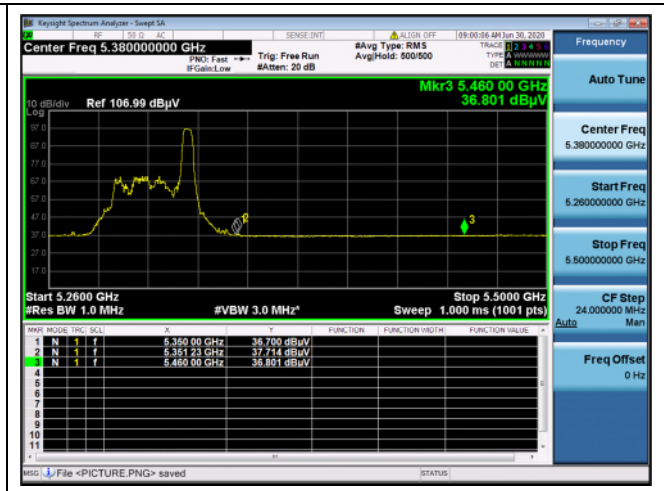 Keysight Spectrum Analyzer - Swept SA
RF 50 Ω AC SENSE:INT ALIGN OFF 09:00:06 AM Jun 30, 2020
Center Freq 5.380000000 GHz
PNO: Fast Trig: Free Run
IFGain:Low #Atten: 20 dB
#Avg Type: RMS
Avg|Hold: 500/500
TRACE 1 2 3 4 5 6
TYPE A WWWWW
DET A N N N N N
Frequency
Mkr3 5.460 00 GHz
36.801 dBµV
10 dB/div Ref 106.99 dBµV
Log
97.0
87.0
77.0
67.0
57.0
47.0
37.0
27.0
17.0
2
3
Start 5.2600 GHz Stop 5.5000 GHz
#Res BW 1.0 MHz #VBW 3.0 MHz* Sweep 1.000 ms (1001 pts)
MKR MODE TRC SCL X Y FUNCTION FUNCTION WIDTH FUNCTION VALUE
1 N 1 f 5.350 00 GHz 36.700 dBµV
2 N 1 f 5.351 23 GHz 37.714 dBµV
3 N 1 f 5.460 00 GHz 36.801 dBµV
4
5
6
7
8
9
10
11
Auto Tune
Center Freq
5.380000000 GHz
Start Freq
5.260000000 GHz
Stop Freq
5.500000000 GHz
CF Step
24.000000 MHz
Auto Man
Freq Offset
0 Hz
MSG File <PICTURE.PNG> saved STATUS